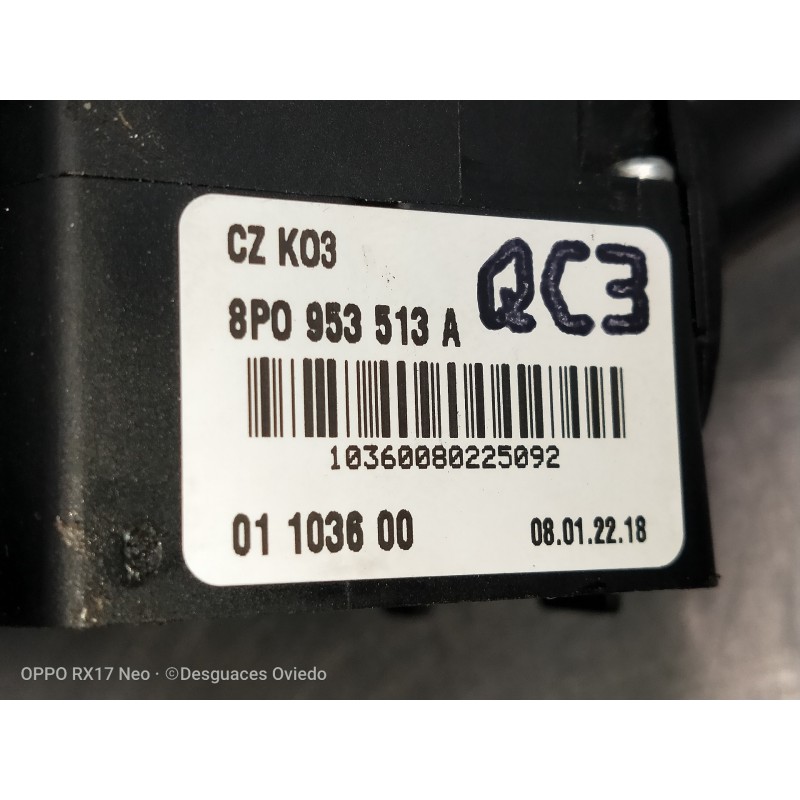 CZ K03
QC3
8P0 953 513 A
10360080225092
01 1036 00
08.01.22.18
OPPO RX17 Neo · ©Desguaces Oviedo